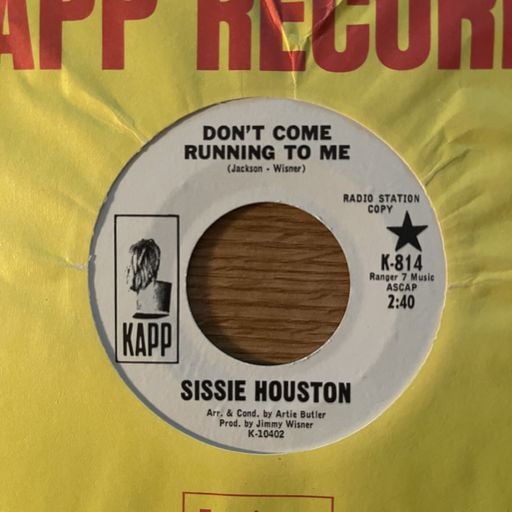 APP RECOR
DON'T COME
RUNNING TO ME
(Jackson - Wisner)
RADIO STATION
COPY
K-814
Ranger 7 Music
ASCAP
2:40
KAPP
SISSIE HOUSTON
Arr. & Cond. by Artie Butler
Prod. by Jimmy Wisner
K-10402